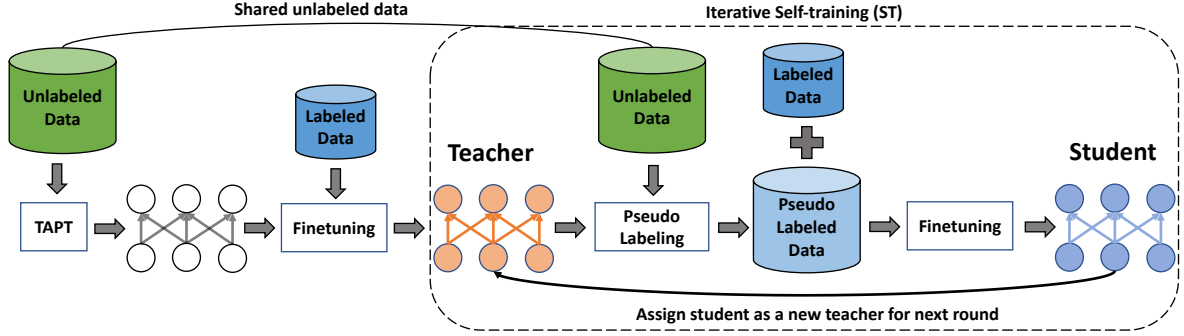 Shared unlabeled data
Iterative Self-training (ST)
Unlabeled
Data
Labeled
Data
Unlabeled
Data
Labeled
Data
Teacher
Student
TAPT
Finetuning
Pseudo
Labeling
Pseudo
Labeled
Data
Finetuning
Assign student as a new teacher for next round